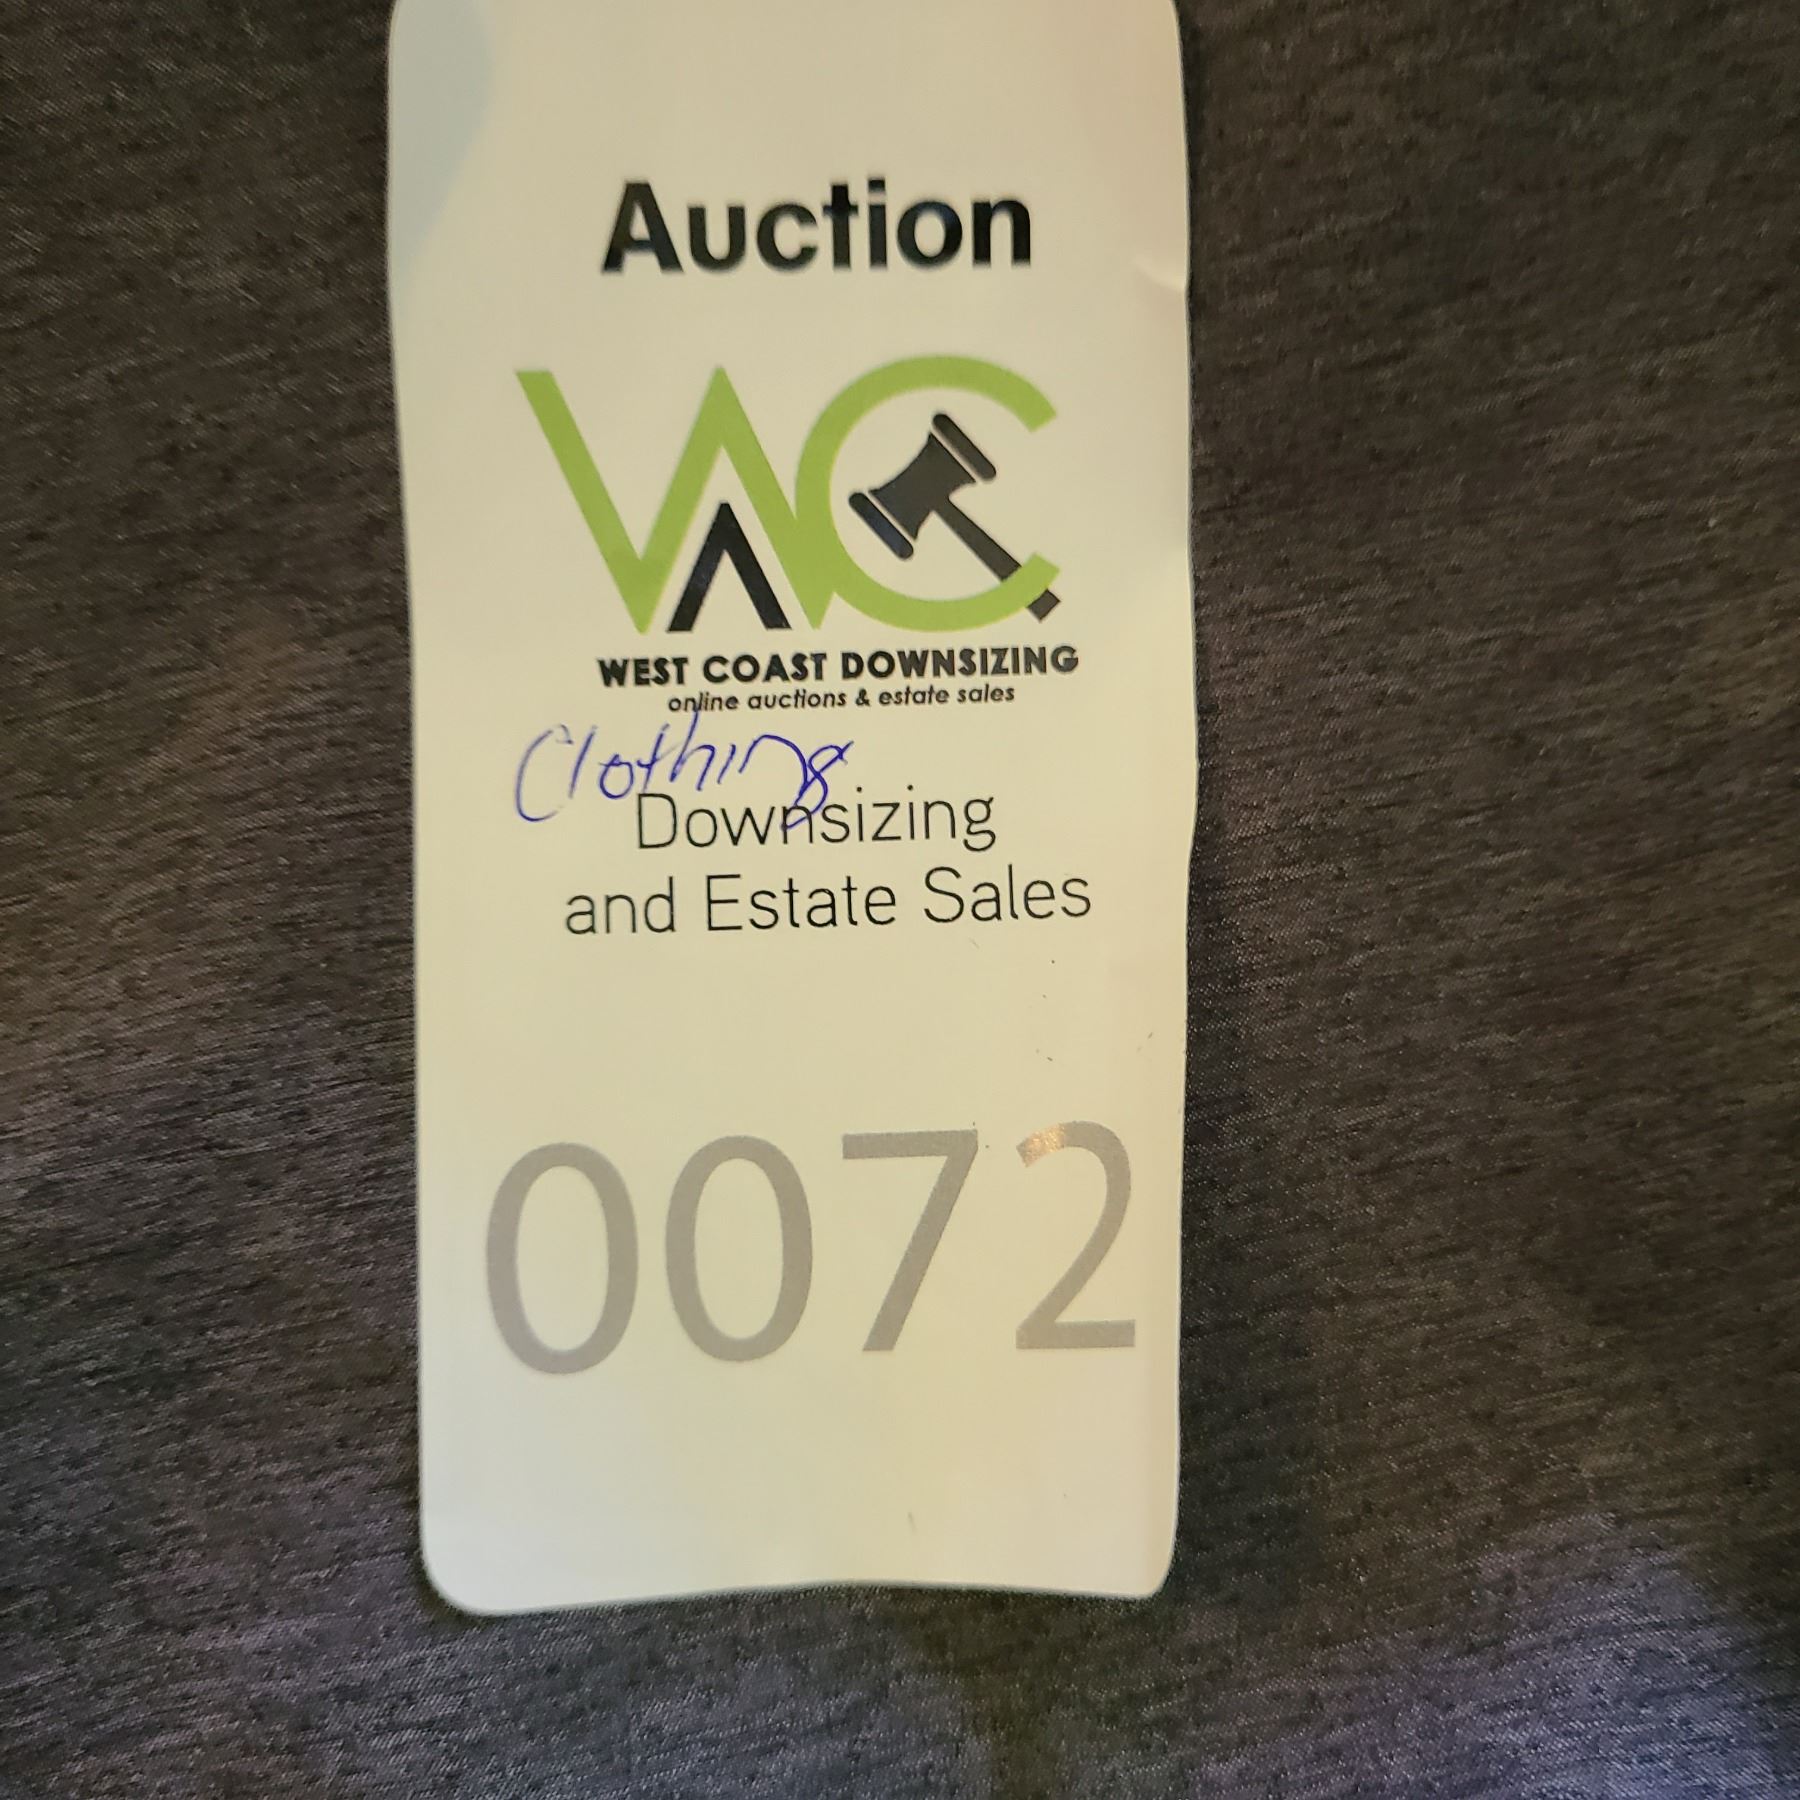 Auction
WC
WEST COAST DOWNSIZING
online auctions & estate sales
Clothing
Downsizing
and Estate Sales
0072